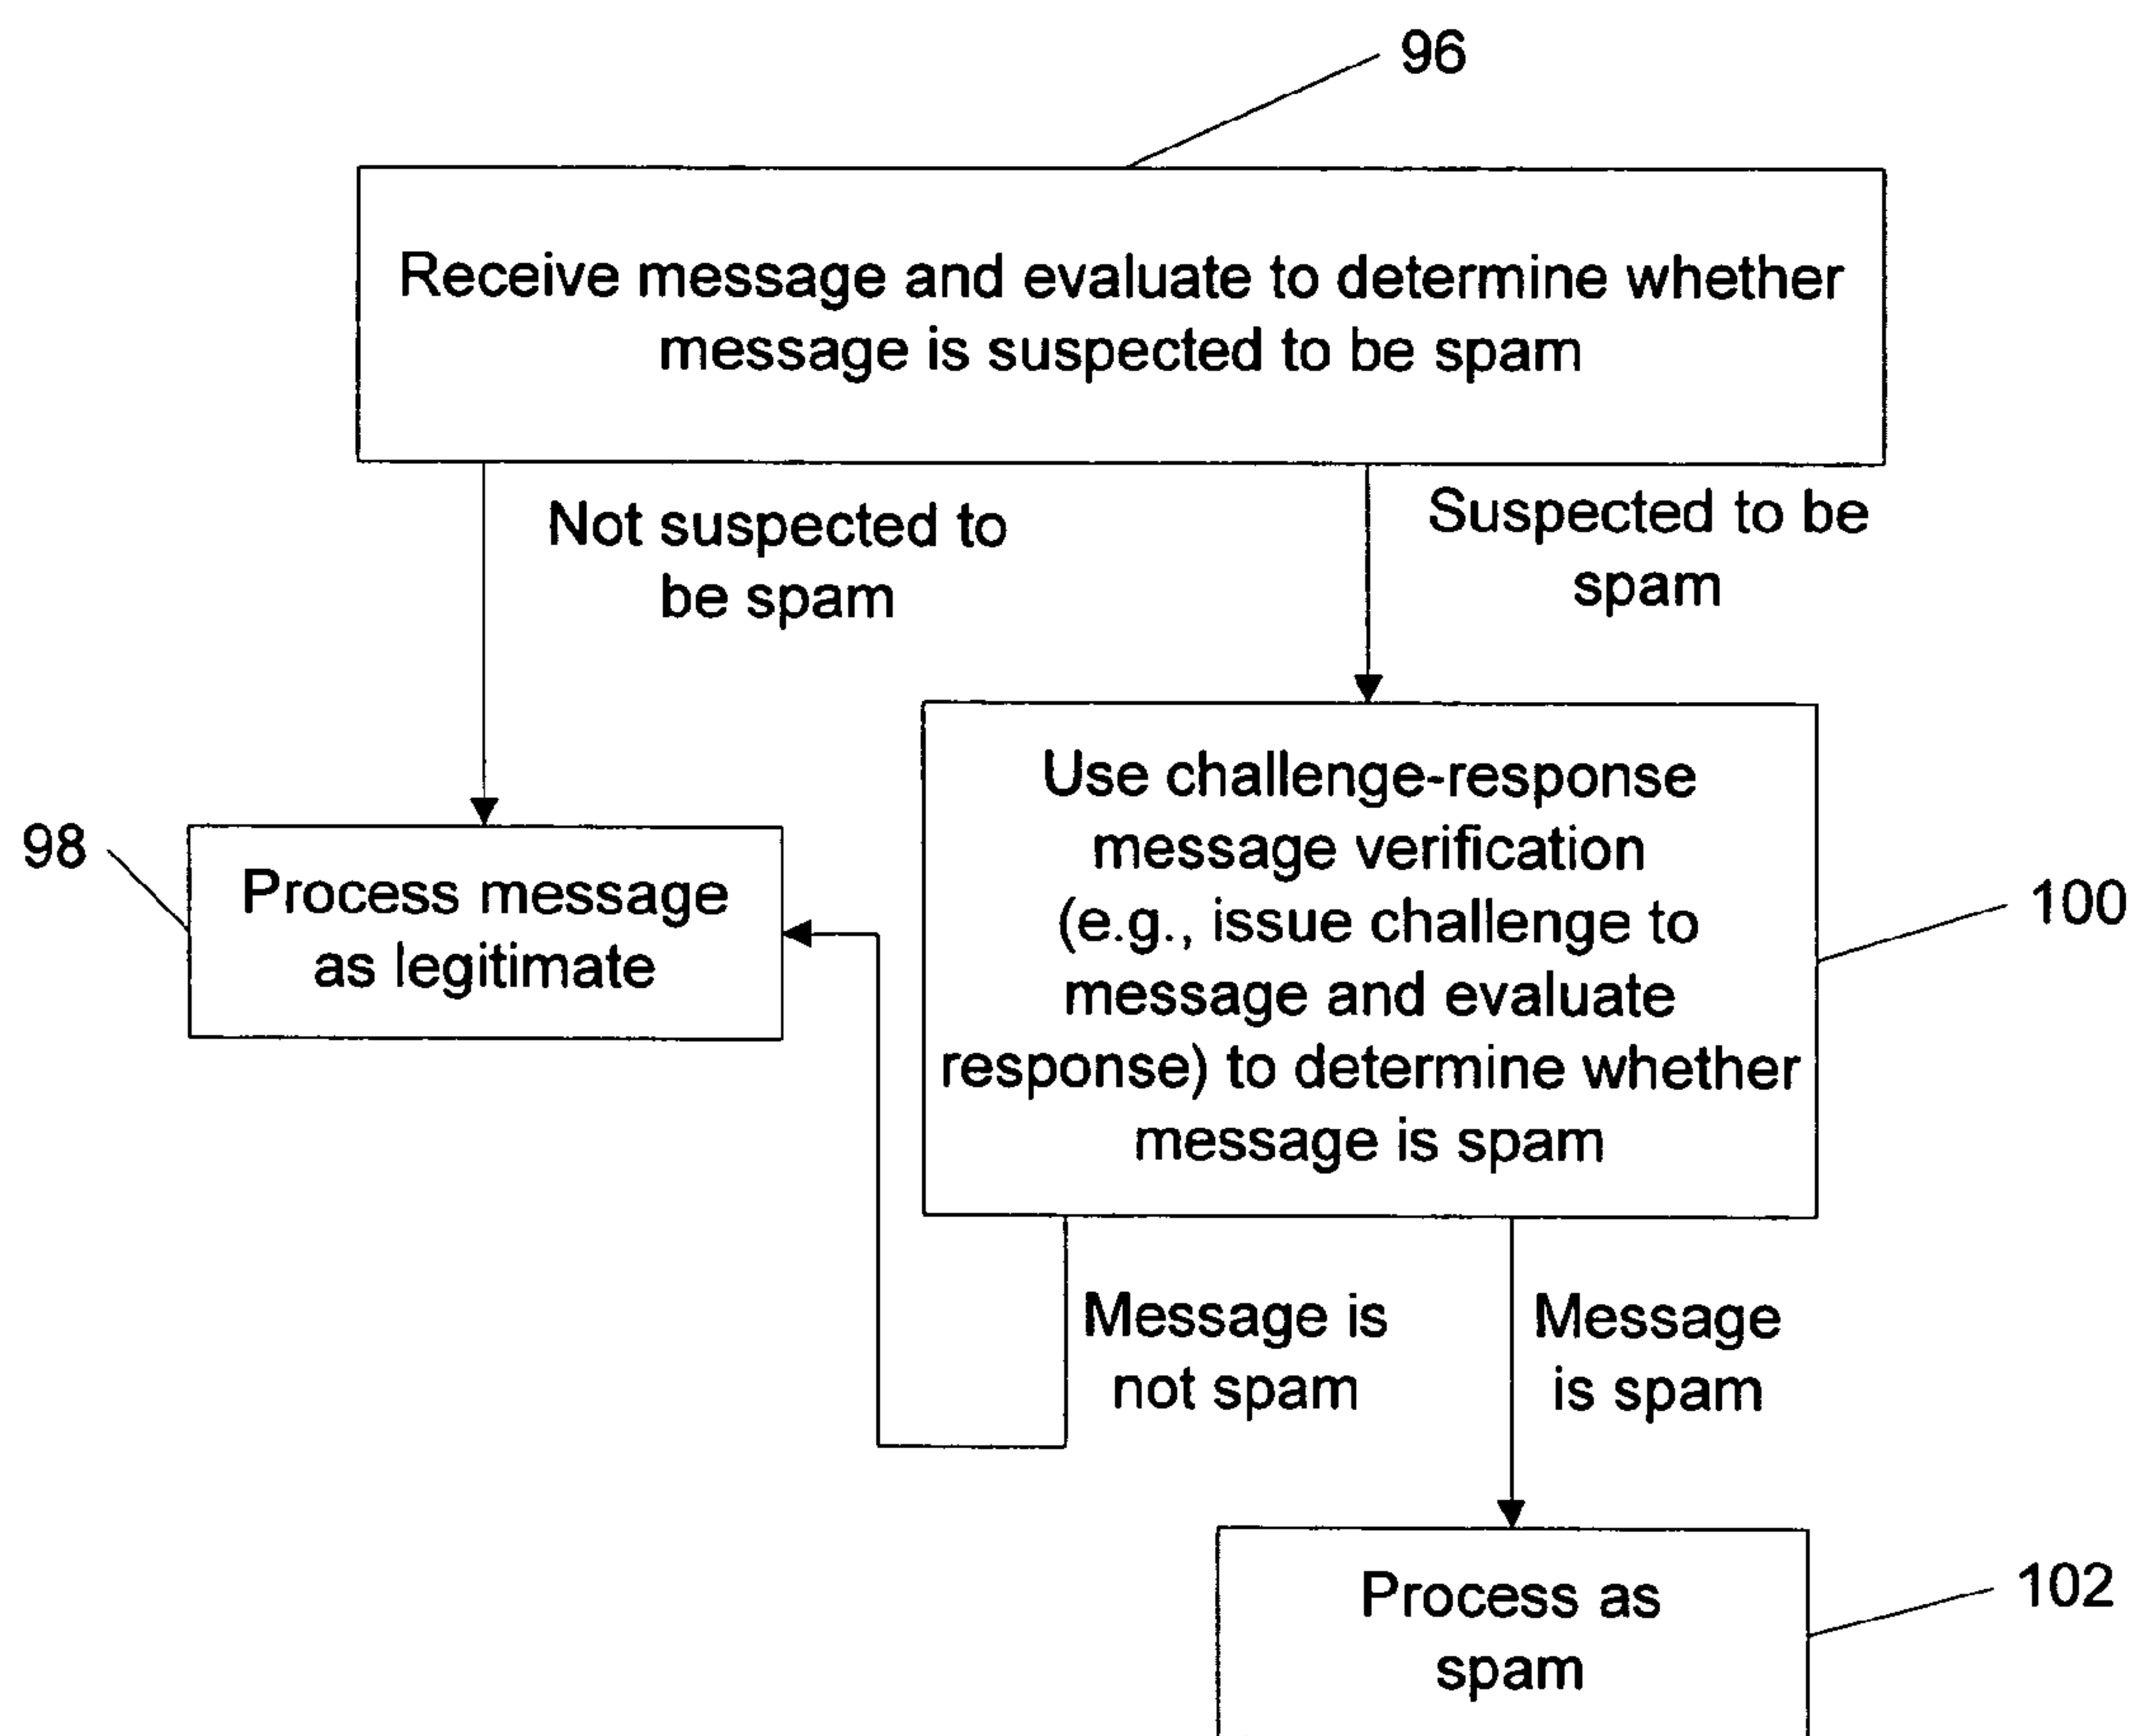 96
Receive message and evaluate to determine whether
message is suspected to be spam
Not suspected to
be spam
Suspected to be
spam
98
Process message
as legitimate
Use challenge-response
message verification
(e.g., issue challenge to
message and evaluate
response) to determine whether
message is spam
100
Message is
not spam
Message
is spam
Process as
spam
102